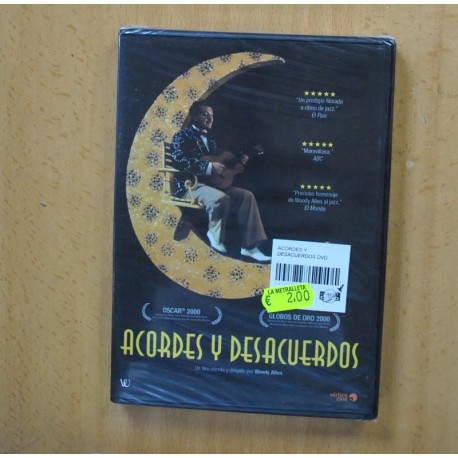 ★★★★★
"Un prodigio filmado
a ritmo de jazz."
El País
★★★★★
"Maravillosa."
ABC
★★★★★
"Precioso homenaje
de Woody Allen al jazz."
El Mundo
ACORDES Y
DESACUERDOS DVD
LA METRALLETA
€ 2,00
OSCAR® 2000
GLOBOS DE ORO 2000
ACORDES Y DESACUERDOS
Un film escrito y dirigido por Woody Allen